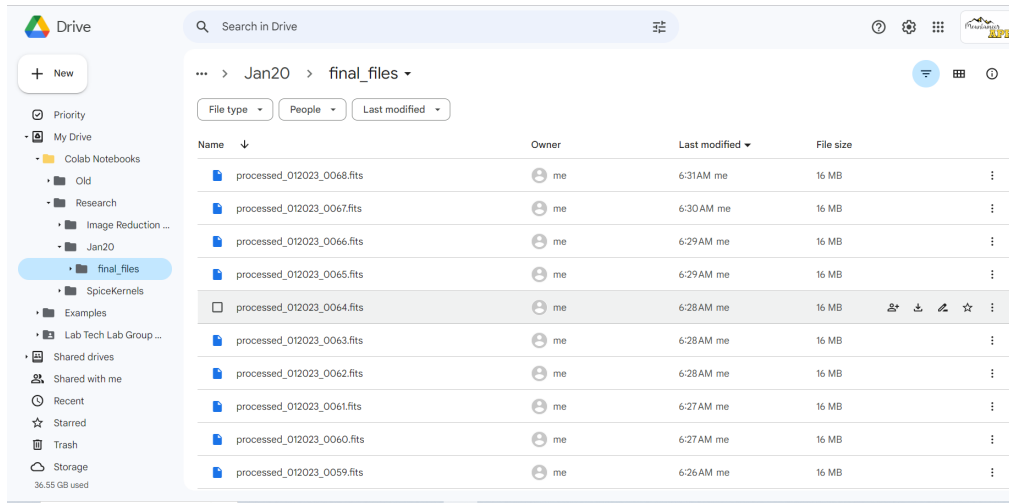 Drive
Search in Drive
Mountaineer
APP
New
··· > Jan20 > final_files
File type People Last modified
Name Owner Last modified File size
processed_012023_0068.fits me 6:31 AM me 16 MB
processed_012023_0067.fits me 6:30 AM me 16 MB
processed_012023_0066.fits me 6:29 AM me 16 MB
processed_012023_0065.fits me 6:29 AM me 16 MB
processed_012023_0064.fits me 6:28 AM me 16 MB
processed_012023_0063.fits me 6:28 AM me 16 MB
processed_012023_0062.fits me 6:28 AM me 16 MB
processed_012023_0061.fits me 6:27 AM me 16 MB
processed_012023_0060.fits me 6:27 AM me 16 MB
processed_012023_0059.fits me 6:26 AM me 16 MB
Priority
My Drive
Colab Notebooks
Old
Research
Image Reduction ...
Jan20
final_files
SpiceKernels
Examples
Lab Tech Lab Group ...
Shared drives
Shared with me
Recent
Starred
Trash
Storage
36.55 GB used